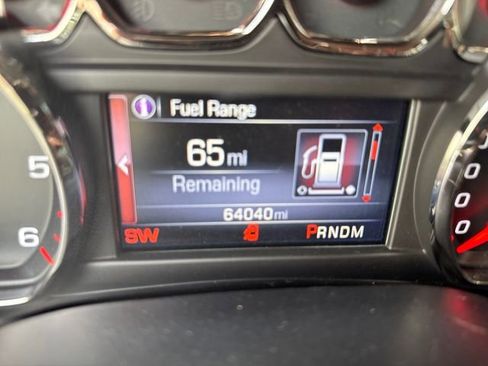 Fuel Range
65 mi
Remaining
64040 mi
SW PRNDM
5
6